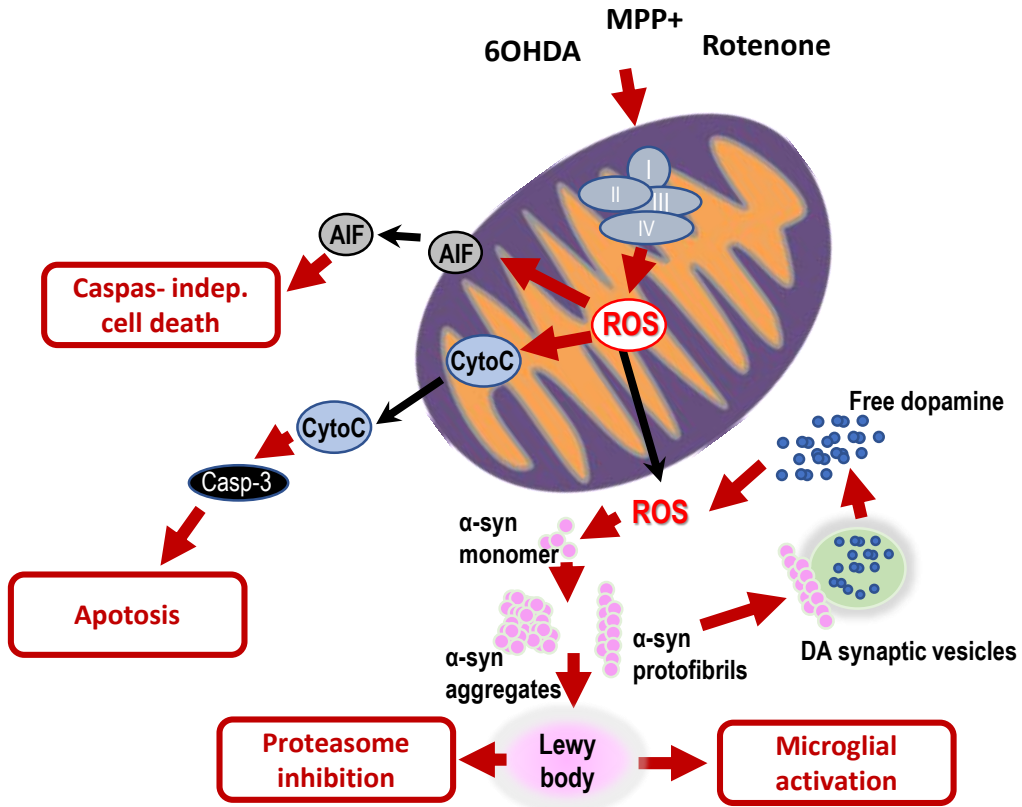 MPP+
6OHDA
Rotenone
I
II
III
IV
AIF
AIF
Caspas- indep.
cell death
ROS
CytoC
CytoC
Casp-3
Apotosis
Free dopamine
ROS
α-syn
monomer
α-syn
aggregates
α-syn
protofibrils
DA synaptic vesicles
Proteasome
inhibition
Lewy
body
Microglial
activation